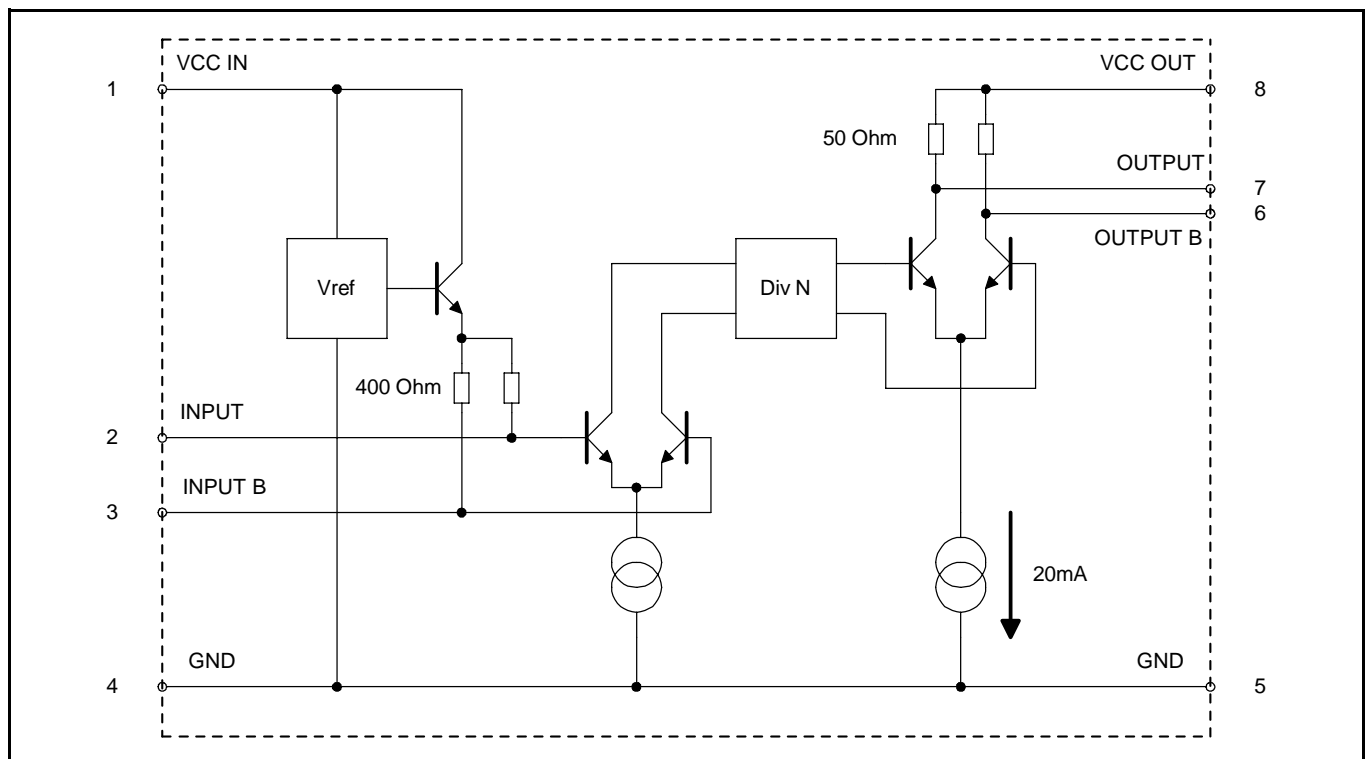 VCC IN
VCC OUT
1
8
50 Ohm
OUTPUT
7
6
OUTPUT B
Vref
Div N
400 Ohm
INPUT
2
INPUT B
3
20mA
GND
GND
4
5